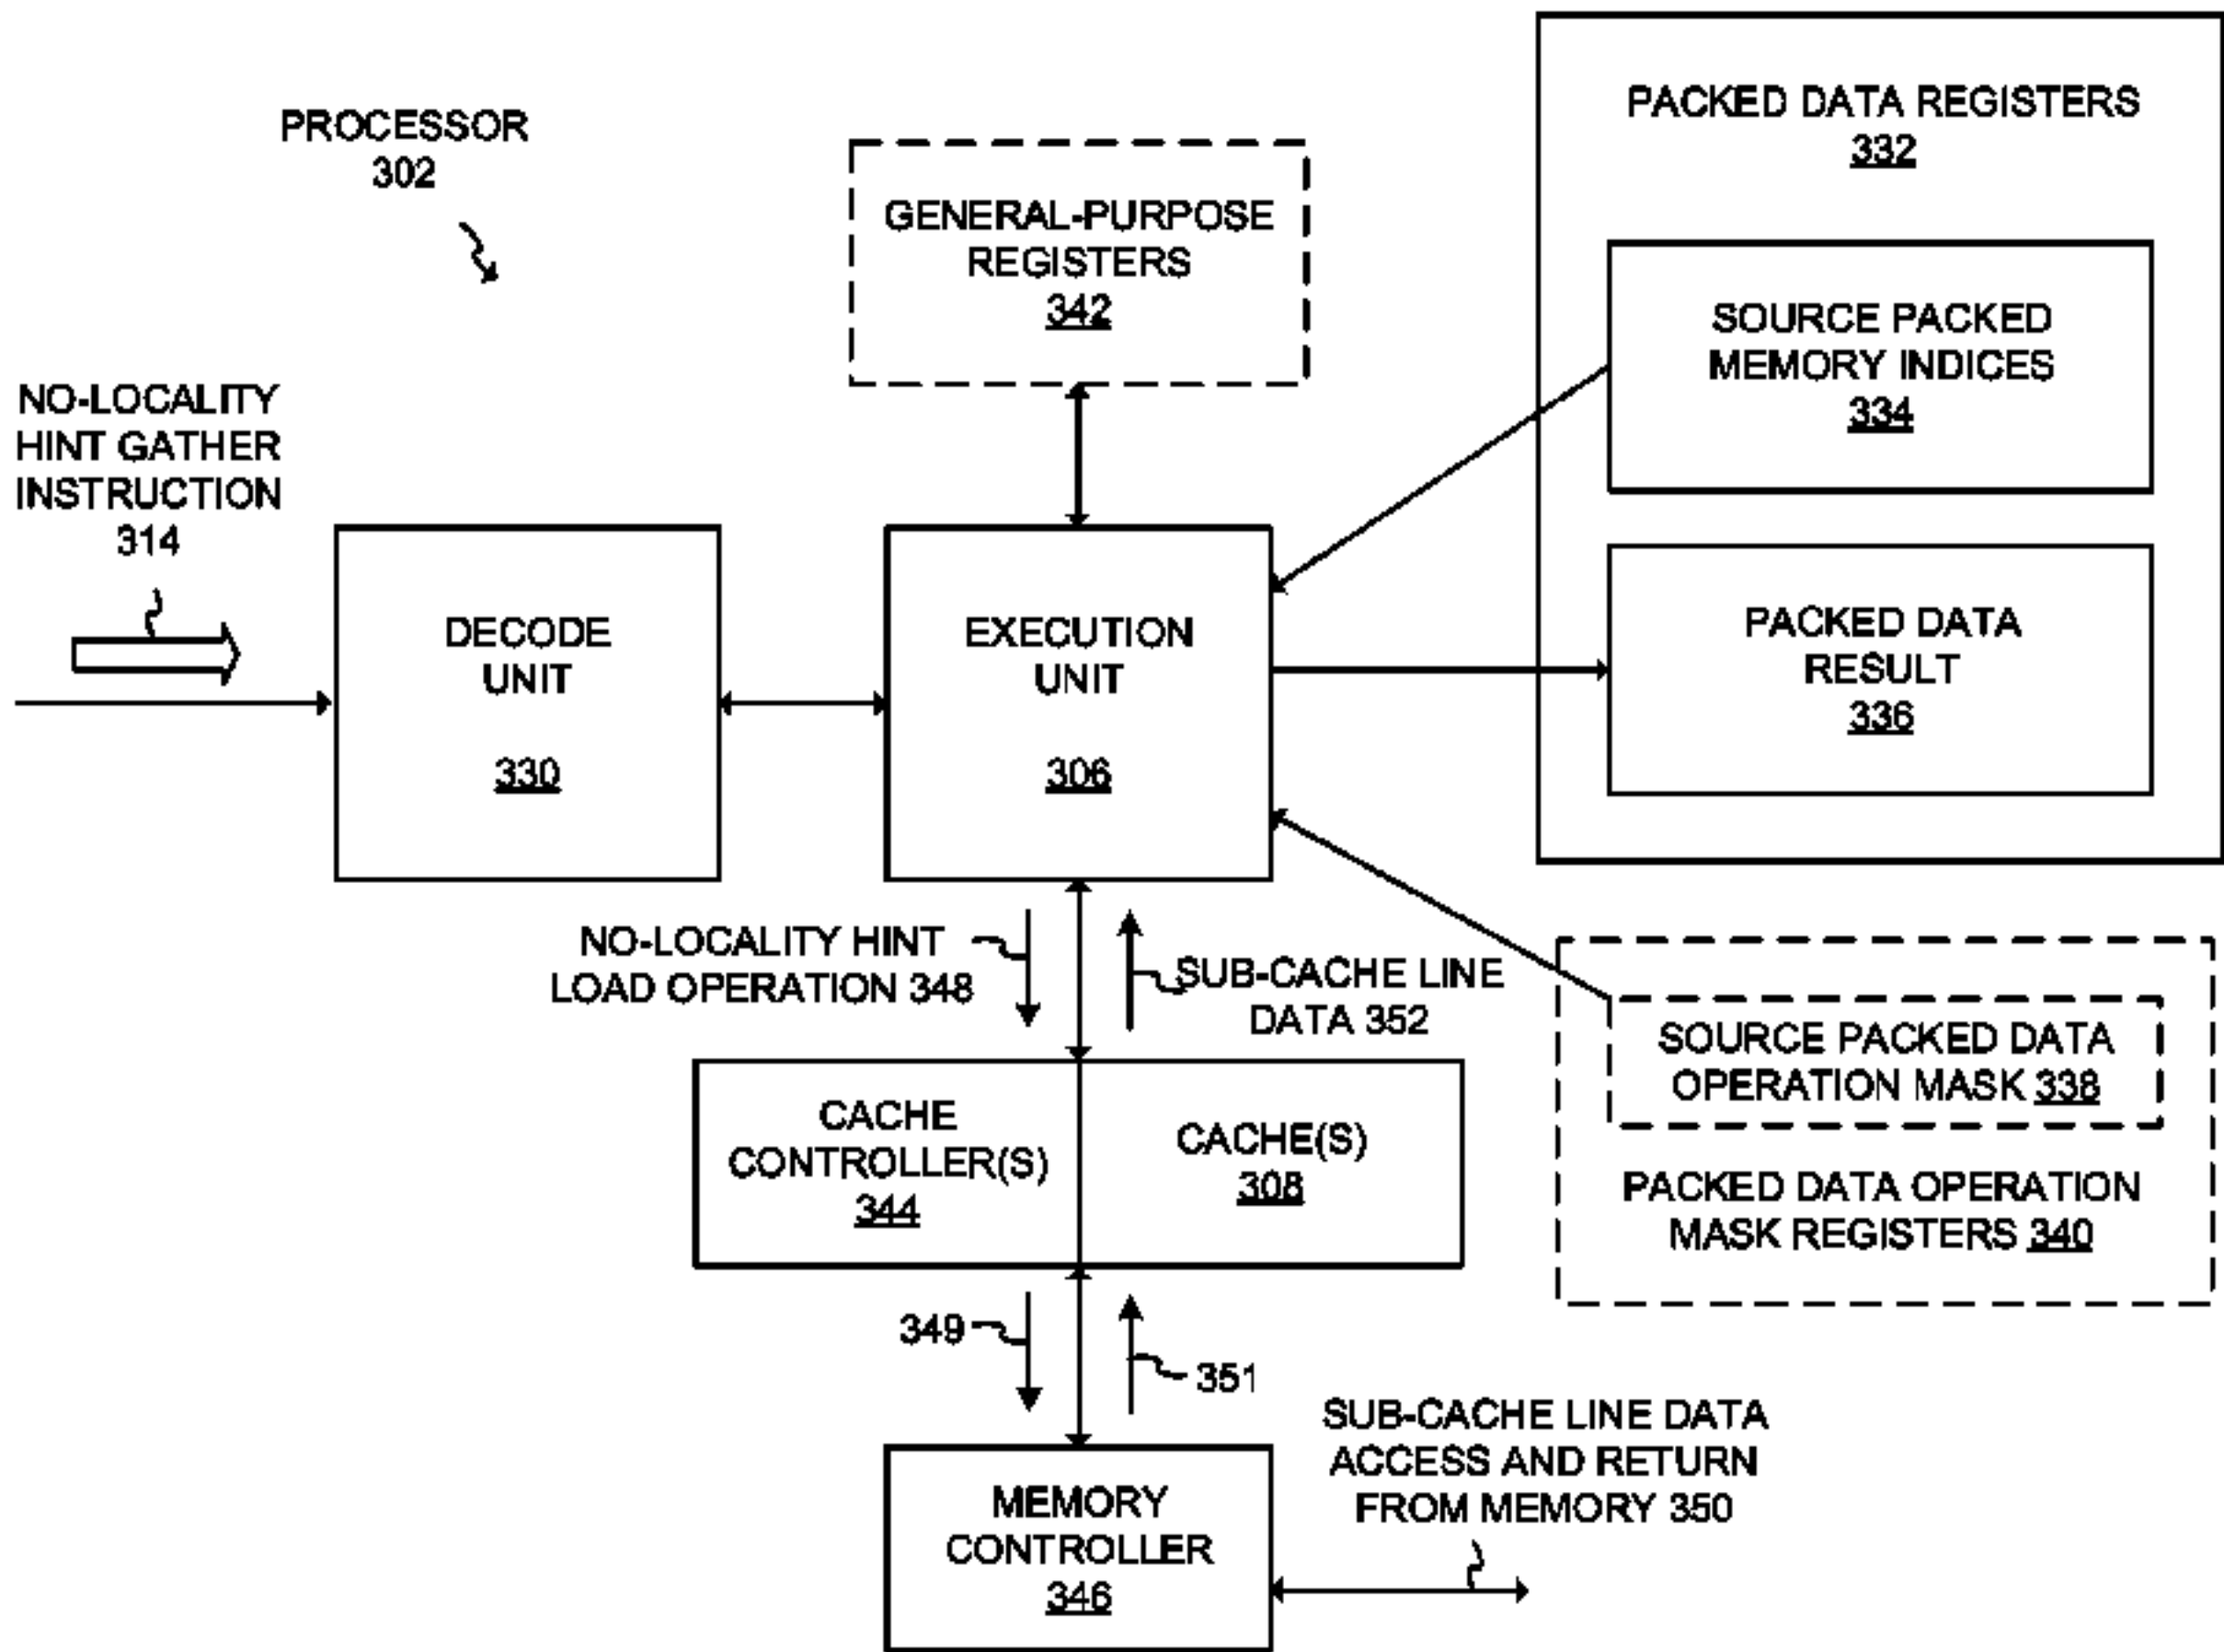 PROCESSOR
302
GENERAL-PURPOSE
REGISTERS
342
PACKED DATA REGISTERS
332
SOURCE PACKED
MEMORY INDICES
334
PACKED DATA
RESULT
336
NO-LOCALITY
HINT GATHER
INSTRUCTION
314
DECODE
UNIT
330
EXECUTION
UNIT
306
NO-LOCALITY HINT
LOAD OPERATION 348
SUB-CACHE LINE
DATA 352
SOURCE PACKED DATA
OPERATION MASK 338
PACKED DATA OPERATION
MASK REGISTERS 340
CACHE
CONTROLLER(S)
344
CACHE(S)
308
349
351
SUB-CACHE LINE DATA
ACCESS AND RETURN
FROM MEMORY 350
MEMORY
CONTROLLER
346